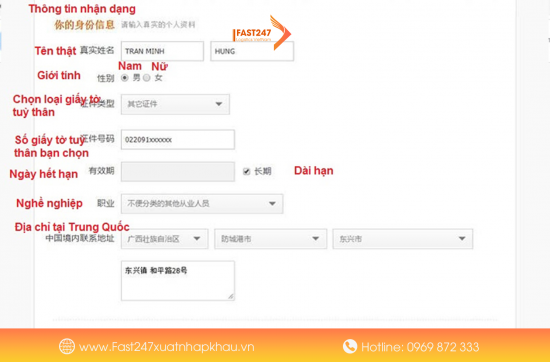 Thông tin nhận dạng
你的身份信息 请输入真实的个人资料
FAST247
Tên thật 真实姓名 TRAN MINH HUNG
Nam Nữ
Giới tính 性别 男 女
Chọn loại giấy tờ tuỳ thân
证件类型 其它证件
Số giấy tờ tuỳ thân bạn chọn
证件号码 022091xxxxxx
Ngày hết hạn 有效期 长期 Dài hạn
Nghề nghiệp 职业 不便分类的其他从业人员
Địa chỉ tại Trung Quốc
中国境内联系地址 广西壮族自治区 防城港市 东兴市
东兴镇 和平路28号
www.Fast247xuatnhapkhau.vn Hotline: 0969 872 333